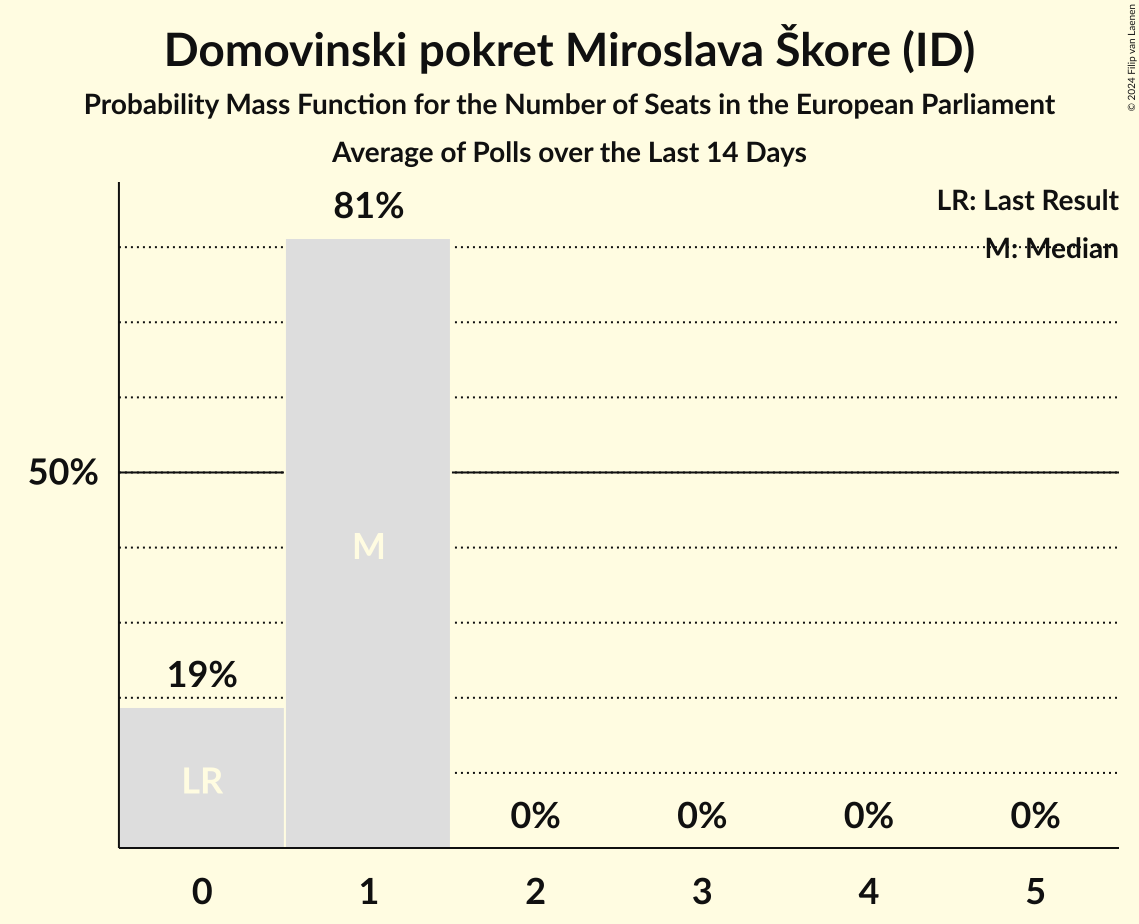 Domovinski pokret Miroslava Škore (ID)
Probability Mass Function for the Number of Seats in the European Parliament
Average of Polls over the Last 14 Days
© 2024 Filip van Laenen
LR: Last Result
M: Median
81%
50%
M
19%
LR
0% 0% 0% 0%
0 1 2 3 4 5